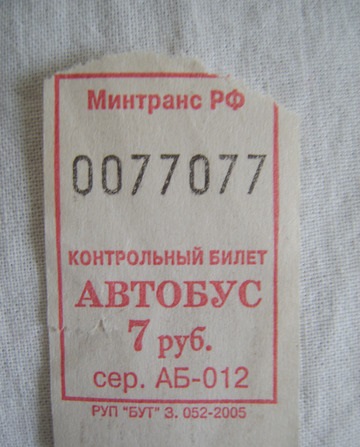 Минтранс РФ
0077077
КОНТРОЛЬНЫЙ БИЛЕТ
АВТОБУС
7 руб.
сер. АБ-012
РУП "БУТ" З. 052-2005